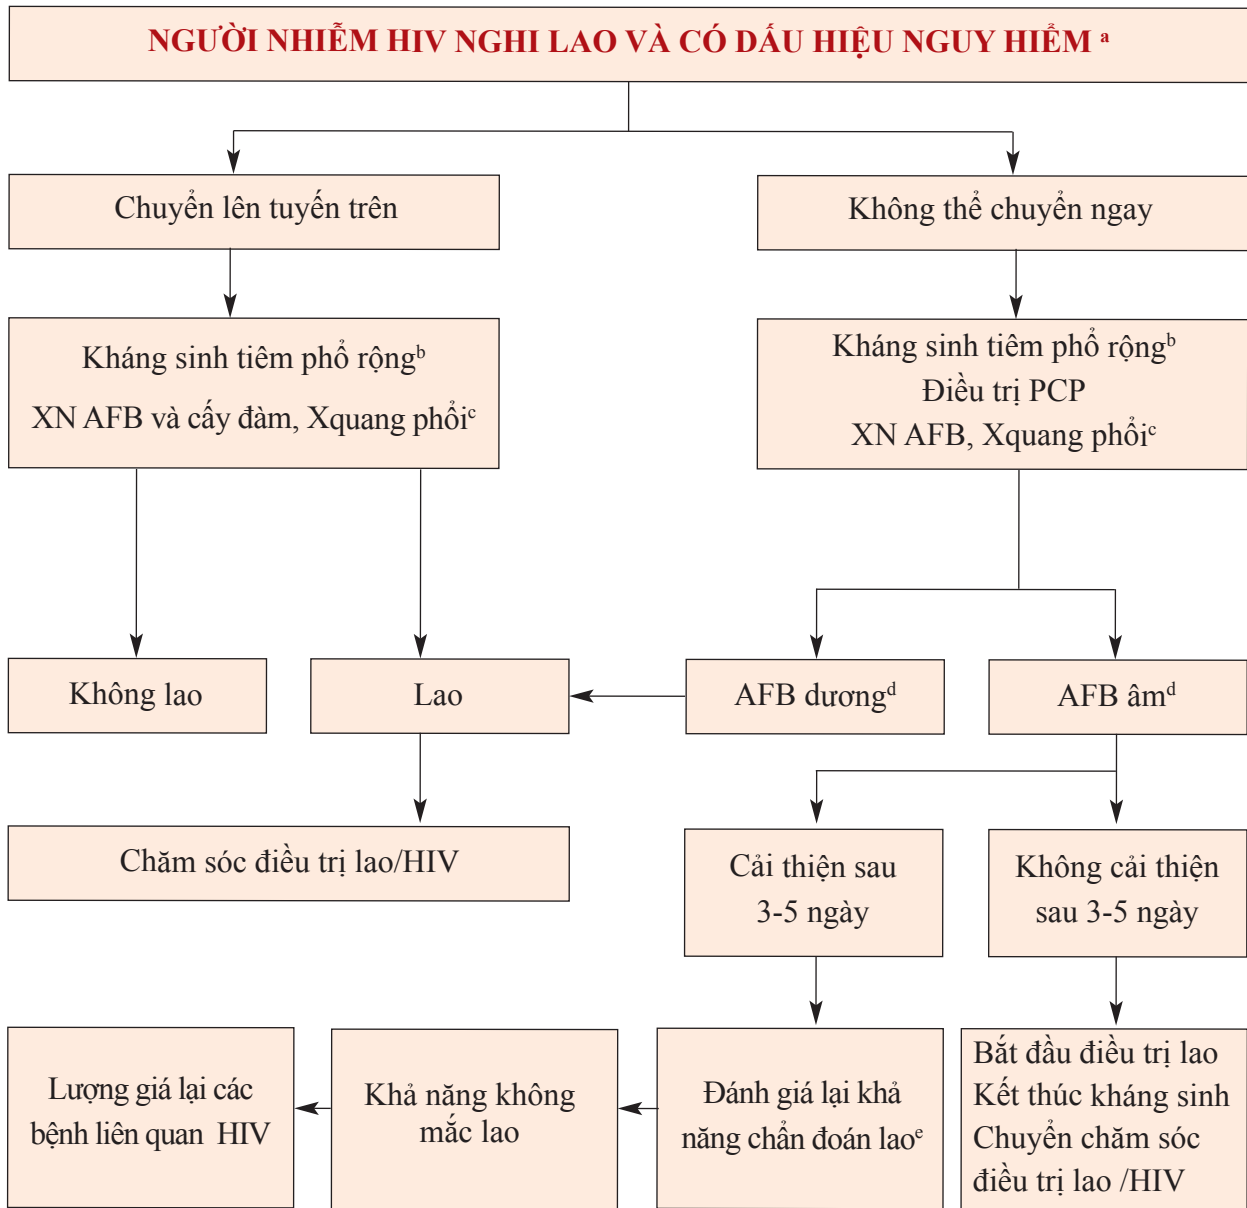 NGƯỜI NHIỄM HIV NGHI LAO VÀ CÓ DẤU HIỆU NGUY HIỂM ᵃ
Chuyển lên tuyến trên
Không thể chuyển ngay
Kháng sinh tiêm phổ rộngᵇ
XN AFB và cấy đàm, Xquang phổiᶜ
Kháng sinh tiêm phổ rộngᵇ
Điều trị PCP
XN AFB, Xquang phổiᶜ
Không lao
Lao
AFB dươngᵈ
AFB âmᵈ
Chăm sóc điều trị lao/HIV
Cải thiện sau
3-5 ngày
Không cải thiện
sau 3-5 ngày
Lượng giá lại các
bệnh liên quan HIV
Khả năng không
mắc lao
Đánh giá lại khả
năng chẩn đoán laoᵉ
Bắt đầu điều trị lao
Kết thúc kháng sinh
Chuyển chăm sóc
điều trị lao /HIV